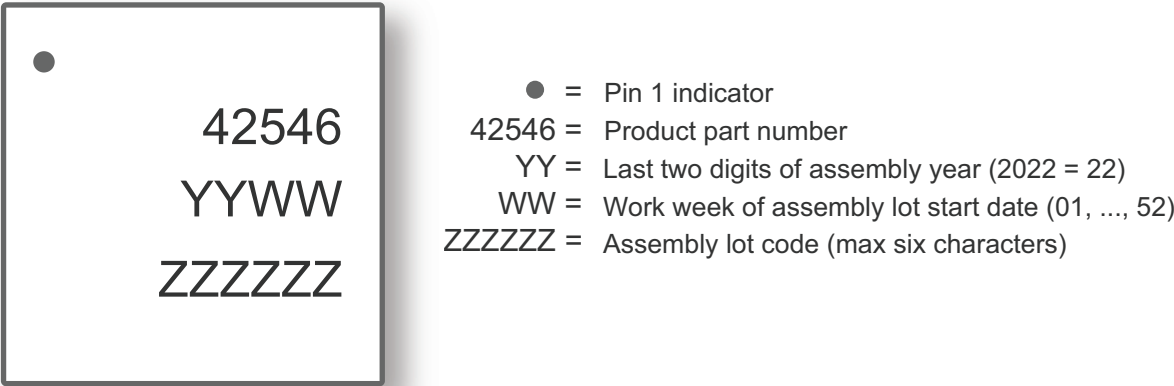 42546
YYWW
ZZZZZZ
● = Pin 1 indicator
42546 = Product part number
YY = Last two digits of assembly year (2022 = 22)
WW = Work week of assembly lot start date (01, ..., 52)
ZZZZZZ = Assembly lot code (max six characters)